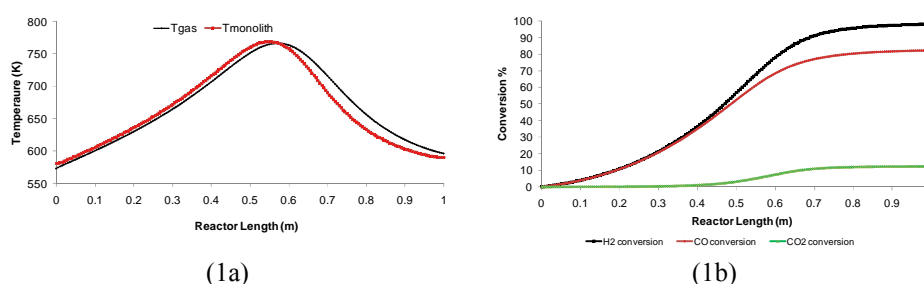 Tgas Tmonolith
Temperaure (K)
800
750
700
650
600
550
0 0.1 0.2 0.3 0.4 0.5 0.6 0.7 0.8 0.9 1
Reactor Length (m)
(1a)
Conversion %
100
90
80
70
60
50
40
30
20
10
0
0 0.1 0.2 0.3 0.4 0.5 0.6 0.7 0.8 0.9
Reactor Length (m)
H2 conversion CO conversion CO2 conversion
(1b)